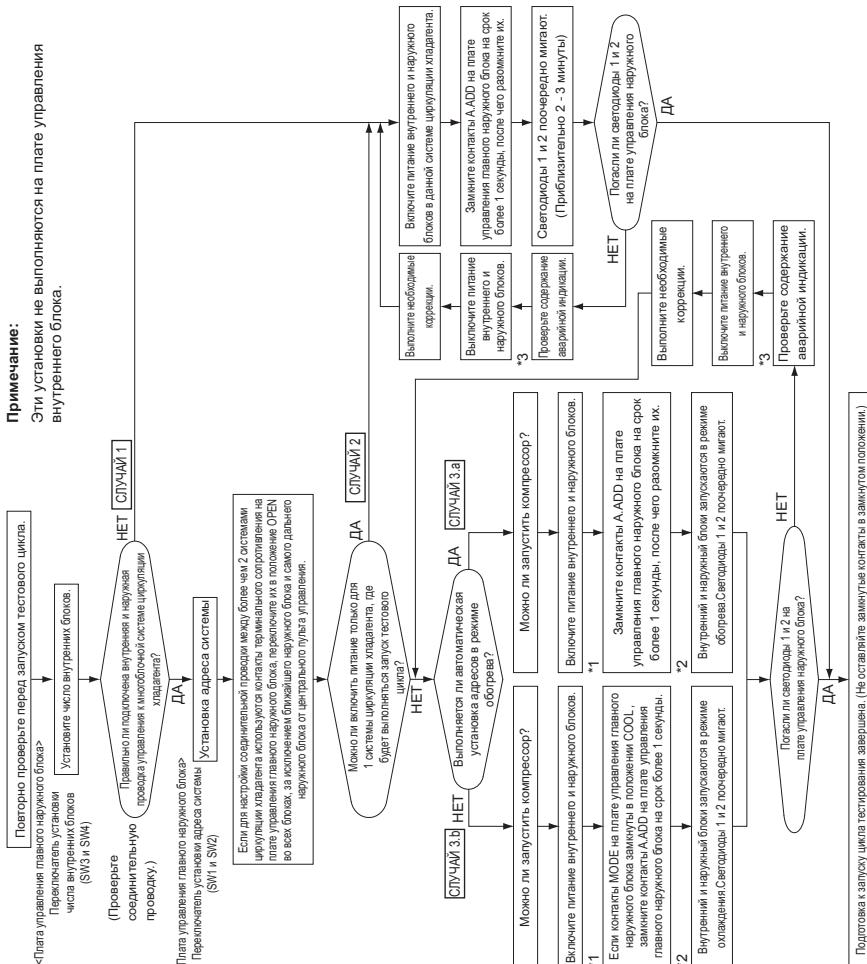 Примечание:
Эти установки не выполняются на плате управления
внутреннего блока.
Повторно проверьте перед запуском тестового цикла.
<Плата управления главного наружного блока>
Переключатель установки
числа внутренних блоков
(SW3 и SW4)
Установите число внутренних блоков.
(Проверьте
соединительную
проводку.)
Правильно ли подключена внутренняя и наружная
проводка управления к многоблочной системе циркуляции
хладагента?
НЕТ
СЛУЧАЙ 1
ДА
Плата управления главного наружного блока>
Переключатель установки адреса системы
(SW1 и SW2)
Установка адреса системы
Если для настройки соединительной проводки между более чем 2 системами
циркуляции хладагента используются контакты терминального сопротивления на
плате управления главного наружного блока, переключите их в положение OPEN
во всех блоках, за исключением ближайшего наружного блока и самого дальнего
наружного блока от центрального пульта управления.
Можно ли включить питание только для
1 системы циркуляции хладагента, где
будет выполняться запуск тестового
цикла?
ДА
СЛУЧАЙ 2
НЕТ
Выполняется ли автоматическая
установка адресов в режиме
обогрева?
НЕТ
СЛУЧАЙ 3.b
ДА
СЛУЧАЙ 3.a
Можно ли запустить компрессор?
Включите питание внутреннего и наружного блоков.
*1
Если контакты MODE на плате управления главного
наружного блока замкнуты в положении COOL,
замкните контакты A.ADD на плате управления
главного наружного блока на срок более 1 секунды.
*2
Внутренний и наружный блоки запускаются в режиме
охлаждения.Светодиоды 1 и 2 поочередно мигают.
Можно ли запустить компрессор?
Включите питание внутреннего и наружного блоков.
*1
Замкните контакты A.ADD на плате
управления главного наружного блока на срок
более 1 секунды, после чего разомкните их.
*2
Внутренний и наружный блоки запускаются в режиме
обогрева.Светодиоды 1 и 2 поочередно мигают.
Погасли ли светодиоды 1 и 2 на
плате управления наружного блока?
НЕТ
ДА
Выполните необходимые
коррекции.
Выключите питание внутреннего
и наружного блоков.
*3
Проверьте содержание
аварийной индикации.
Включите питание внутреннего и наружного
блоков в данной системе циркуляции хладагента.
Замкните контакты A.ADD на плате
управления главного наружного блока на срок
более 1 секунды, после чего разомкните их.
Светодиоды 1 и 2 поочередно мигают.
(Приблизительно 2 - 3 минуты)
Погасли ли светодиоды 1 и 2
на плате управления наружного
блока?
НЕТ
ДА
Выполните необходимые
коррекции.
Выключите питание
внутреннего и
наружного блоков.
*3
Проверьте содержание
аварийной индикации.
Подготовка к запуску цикла тестирования завершена. (Не оставляйте замкнутые контакты в замкнутом положении.)